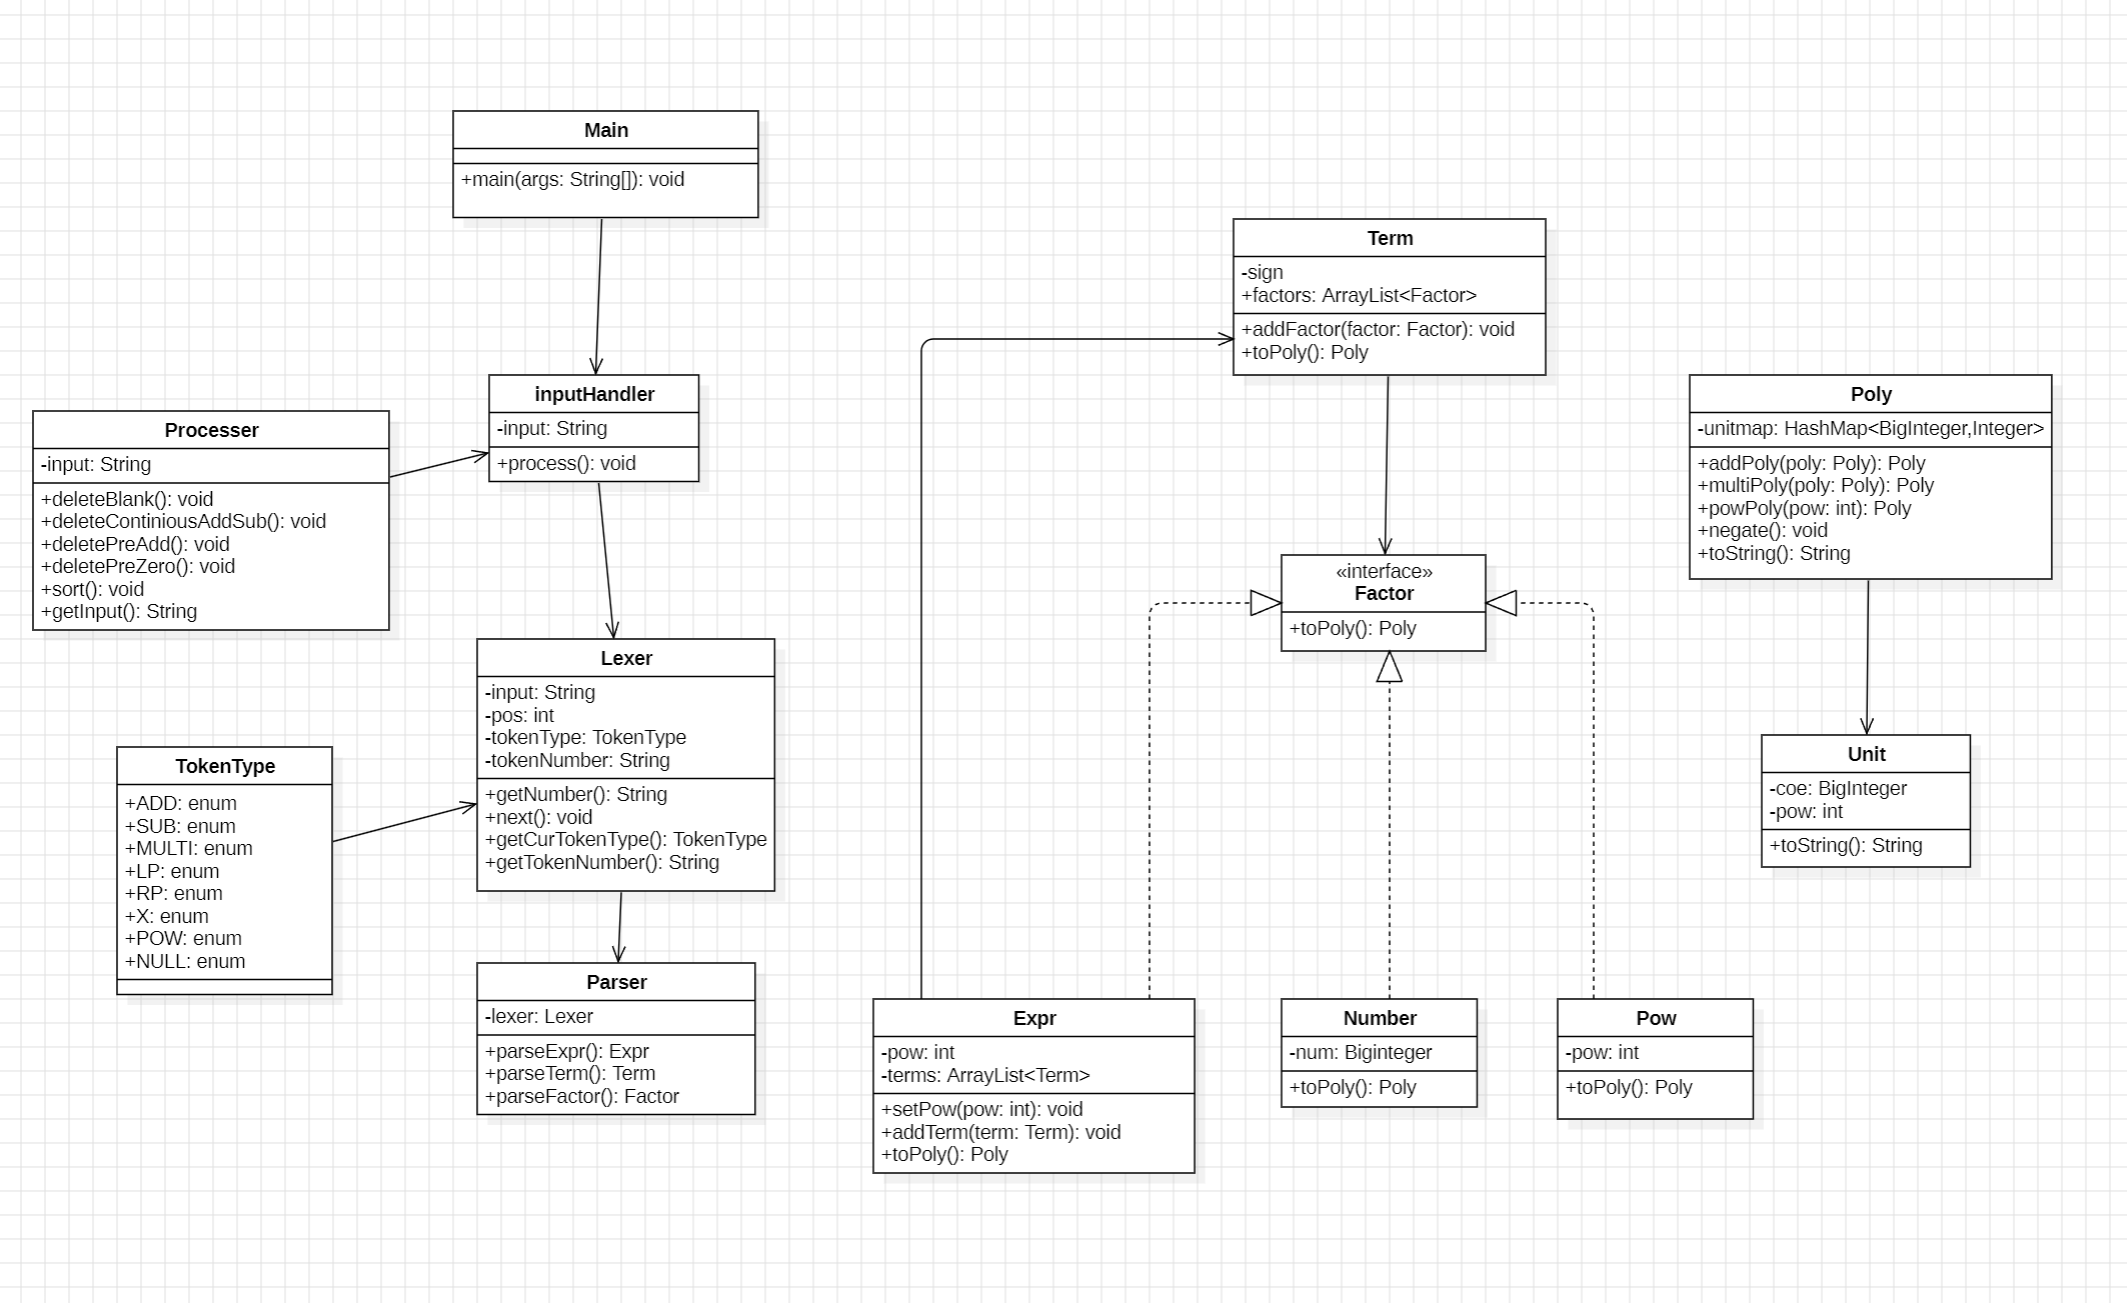 Main
+main(args: String[]): void
inputHandler
-input: String
+process(): void
Processer
-input: String
+deleteBlank(): void
+deleteContiniousAddSub(): void
+deletePreAdd(): void
+deletePreZero(): void
+sort(): void
+getInput(): String
Lexer
-input: String
-pos: int
-tokenType: TokenType
-tokenNumber: String
+getNumber(): String
+next(): void
+getCurTokenType(): TokenType
+getTokenNumber(): String
TokenType
+ADD: enum
+SUB: enum
+MULTI: enum
+LP: enum
+RP: enum
+X: enum
+POW: enum
+NULL: enum
Parser
-lexer: Lexer
+parseExpr(): Expr
+parseTerm(): Term
+parseFactor(): Factor
Term
-sign
+factors: ArrayList<Factor>
+addFactor(factor: Factor): void
+toPoly(): Poly
«interface»
Factor
+toPoly(): Poly
Expr
-pow: int
-terms: ArrayList<Term>
+setPow(pow: int): void
+addTerm(term: Term): void
+toPoly(): Poly
Number
-num: Biginteger
+toPoly(): Poly
Pow
-pow: int
+toPoly(): Poly
Poly
-unitmap: HashMap<BigInteger,Integer>
+addPoly(poly: Poly): Poly
+multiPoly(poly: Poly): Poly
+powPoly(pow: int): Poly
+negate(): void
+toString(): String
Unit
-coe: BigInteger
-pow: int
+toString(): String